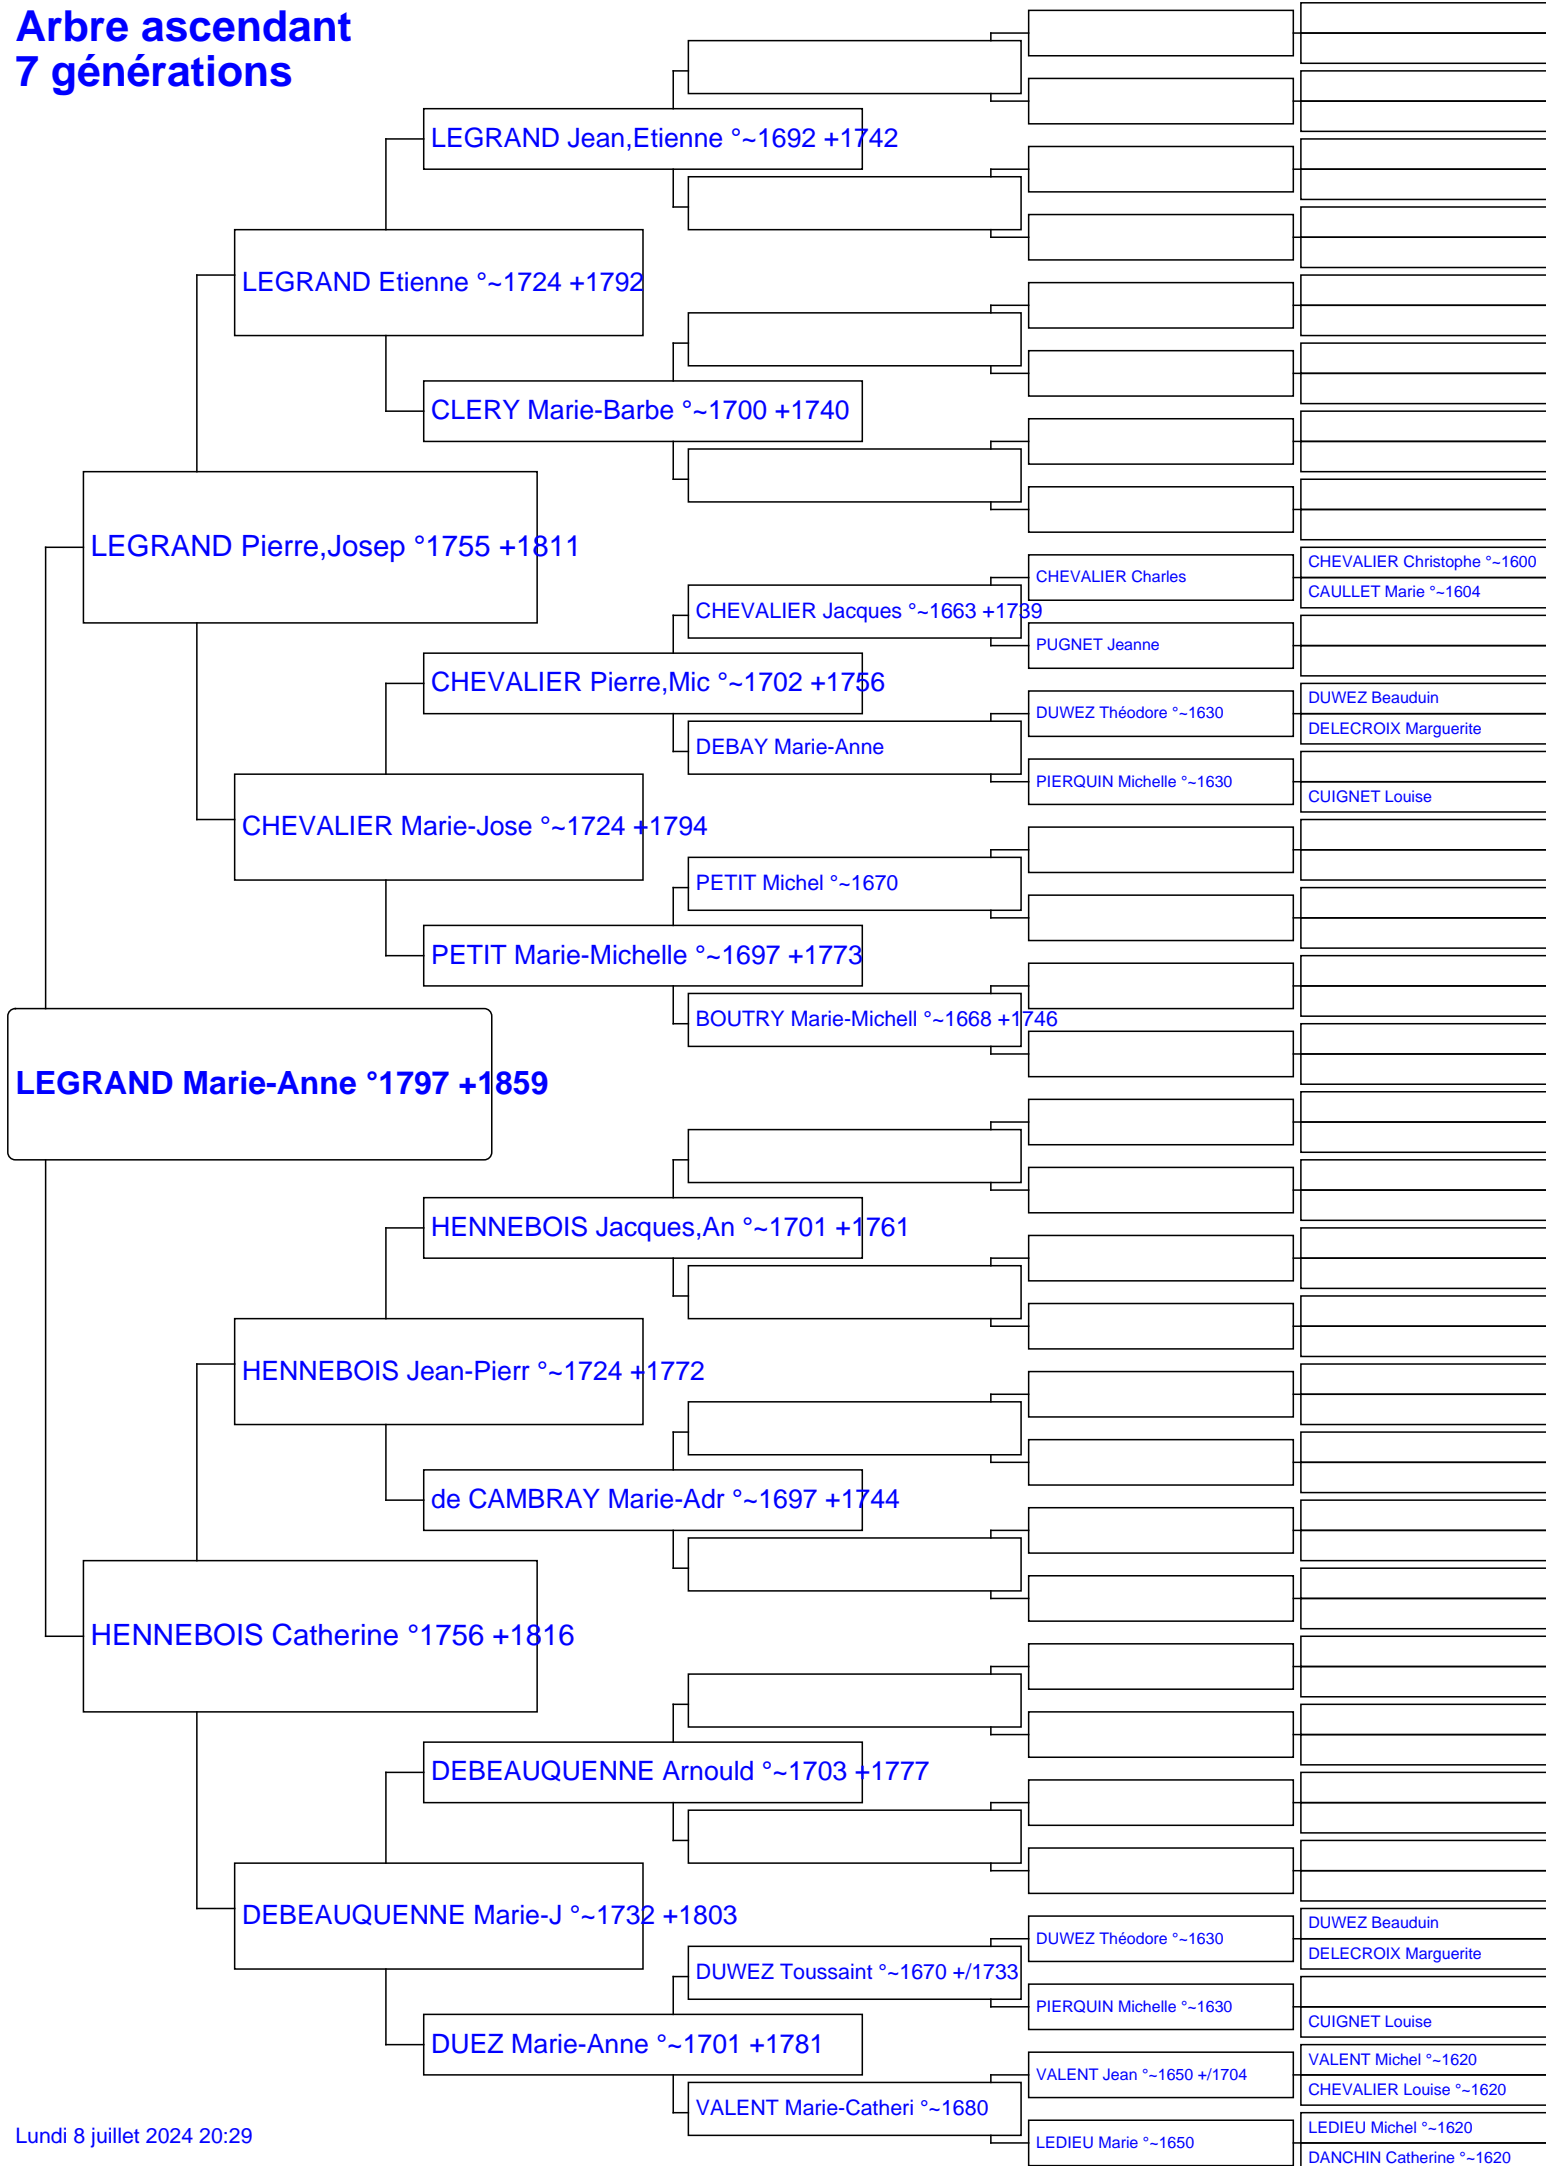 Arbre ascendant
7 générations
LEGRAND Jean,Etienne °~1692 +1742
LEGRAND Etienne °~1724 +1792
CLERY Marie-Barbe °~1700 +1740
LEGRAND Pierre,Josep °1755 +1811
CHEVALIER Christophe °~1600
CHEVALIER Charles
CAULLET Marie °~1604
CHEVALIER Jacques °~1663 +1739
PUGNET Jeanne
CHEVALIER Pierre,Mic °~1702 +1756
DUWEZ Beauduin
DUWEZ Théodore °~1630
DELECROIX Marguerite
DEBAY Marie-Anne
PIERQUIN Michelle °~1630
CUIGNET Louise
CHEVALIER Marie-Jose °~1724 +1794
PETIT Michel °~1670
PETIT Marie-Michelle °~1697 +1773
BOUTRY Marie-Michell °~1668 +1746
LEGRAND Marie-Anne °1797 +1859
HENNEBOIS Jacques,An °~1701 +1761
HENNEBOIS Jean-Pierr °~1724 +1772
de CAMBRAY Marie-Adr °~1697 +1744
HENNEBOIS Catherine °1756 +1816
DEBEAUQUENNE Arnould °~1703 +1777
DEBEAUQUENNE Marie-J °~1732 +1803
DUWEZ Beauduin
DUWEZ Théodore °~1630
DELECROIX Marguerite
DUWEZ Toussaint °~1670 +/1733
PIERQUIN Michelle °~1630
CUIGNET Louise
DUEZ Marie-Anne °~1701 +1781
VALENT Michel °~1620
VALENT Jean °~1650 +/1704
CHEVALIER Louise °~1620
VALENT Marie-Catheri °~1680
LEDIEU Michel °~1620
LEDIEU Marie °~1650
DANCHIN Catherine °~1620
Lundi 8 juillet 2024 20:29